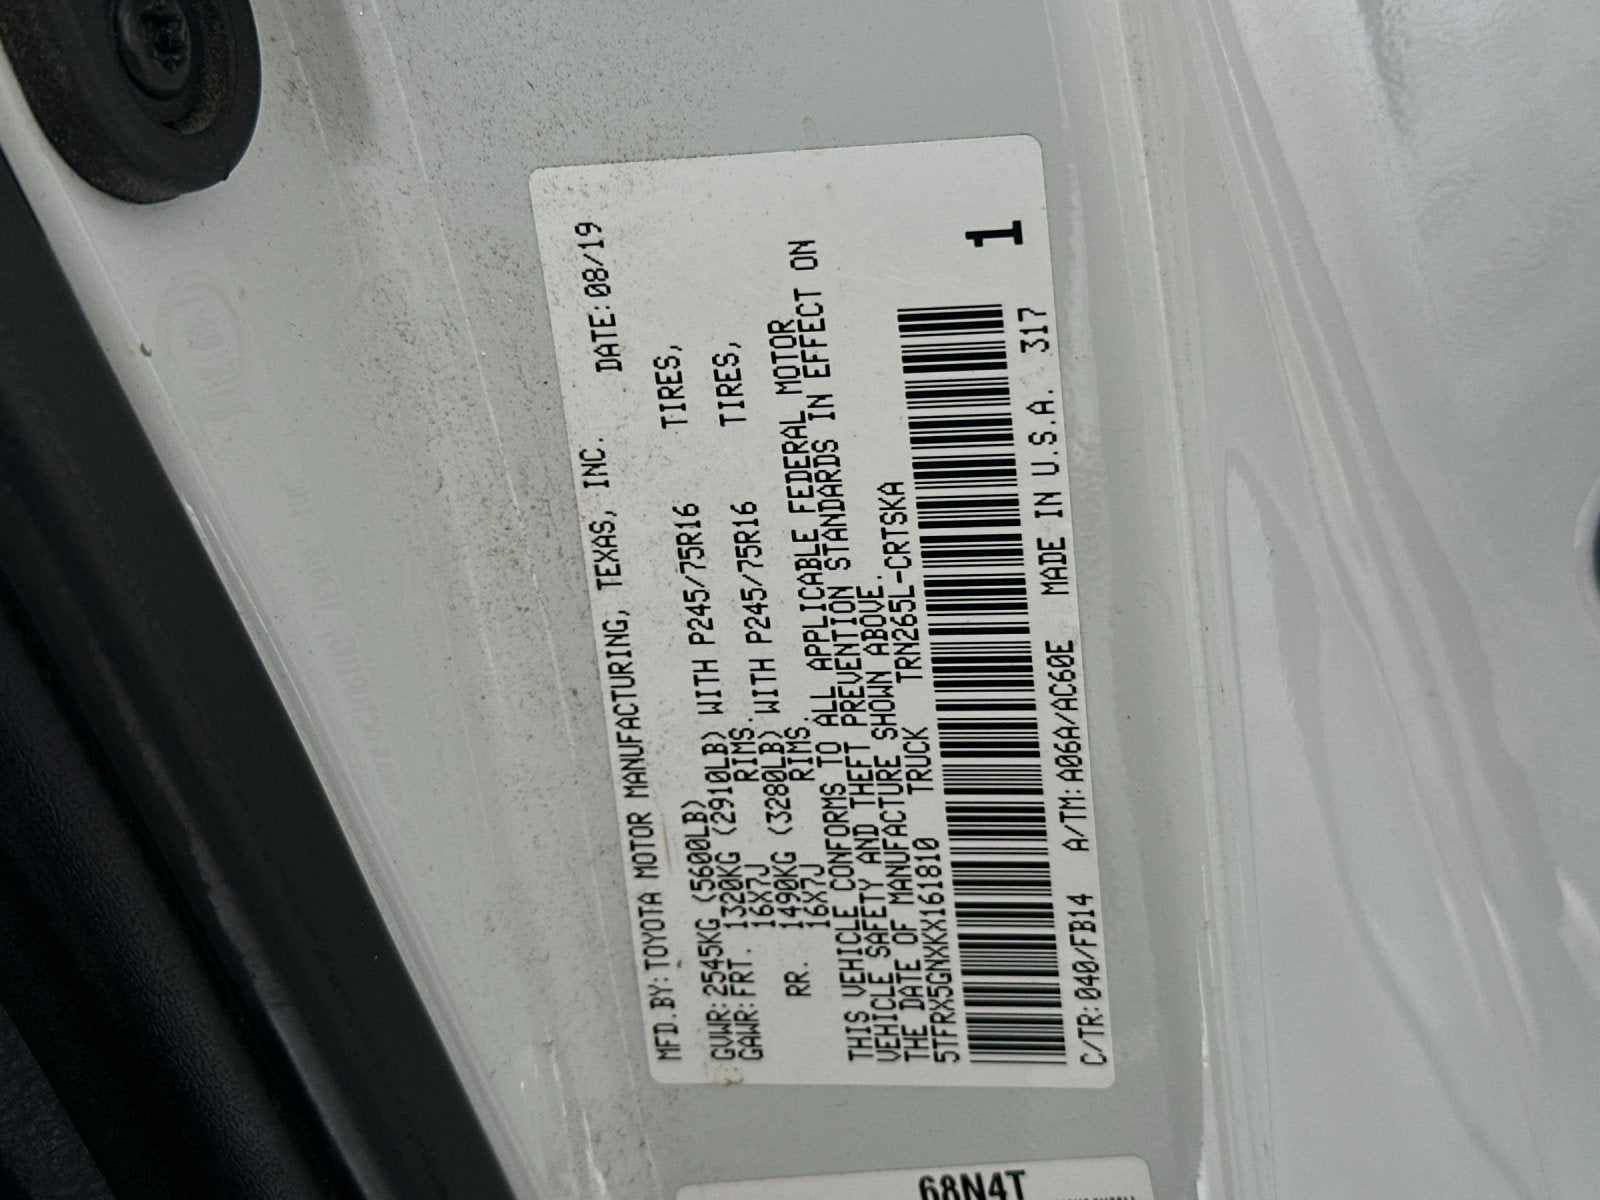 MFD.BY:TOYOTA MOTOR MANUFACTURING, TEXAS, INC. DATE:08/19
GVWR:2545KG (5600LB)
GAWR:FRT. 1320KG (2910LB) WITH P245/75R16 TIRES,
16X7J RIMS.
RR. 1490KG (3280LB) WITH P245/75R16 TIRES,
16X7J RIMS.
THIS VEHICLE CONFORMS TO ALL APPLICABLE FEDERAL MOTOR
VEHICLE SAFETY AND THEFT PREVENTION STANDARDS IN EFFECT ON
THE DATE OF MANUFACTURE SHOWN ABOVE.
5TFRX5GNXKX161810 TRUCK TRN265L-CRTSKA
1
C/TR:040/FB14 A/TM:A06A/AC60E MADE IN U.S.A. 317
68N4T